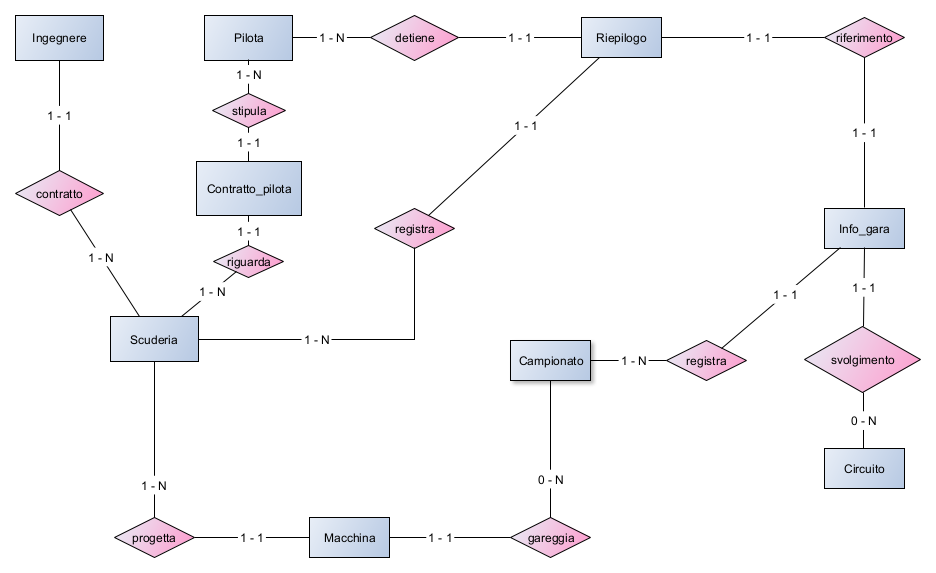 Ingegnere
Pilota
1 - N
detiene
1 - 1
Riepilogo
1 - 1
riferimento
1 - N
stipula
1 - 1
1 - 1
1 - 1
1 - 1
contratto
Contratto_pilota
1 - 1
registra
Info_gara
1 - N
riguarda
1 - N
1 - 1
1 - 1
Scuderia
1 - N
Campionato
1 - N
registra
svolgimento
0 - N
Circuito
1 - N
0 - N
progetta
1 - 1
Macchina
1 - 1
gareggia